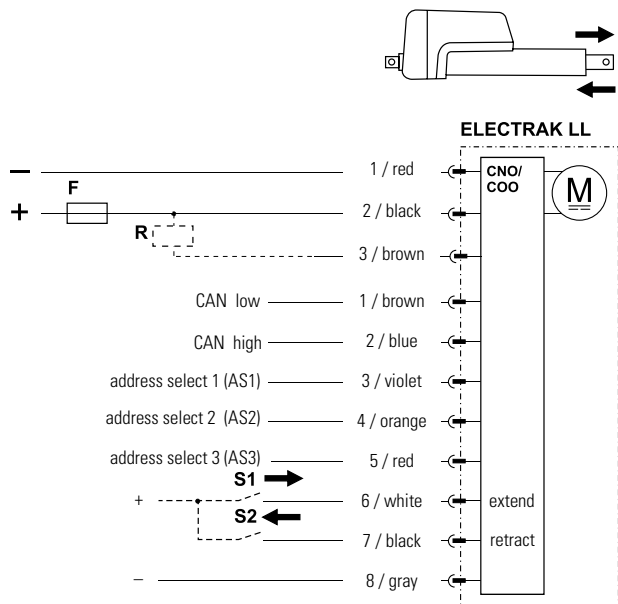 ELECTRAK LL
− 1 / red CNO/
COO
M
F
+ 2 / black
R
3 / brown
CAN low 1 / brown
CAN high 2 / blue
address select 1 (AS1) 3 / violet
address select 2 (AS2) 4 / orange
address select 3 (AS3) 5 / red
S1
+ 6 / white extend
S2
7 / black retract
− 8 / gray